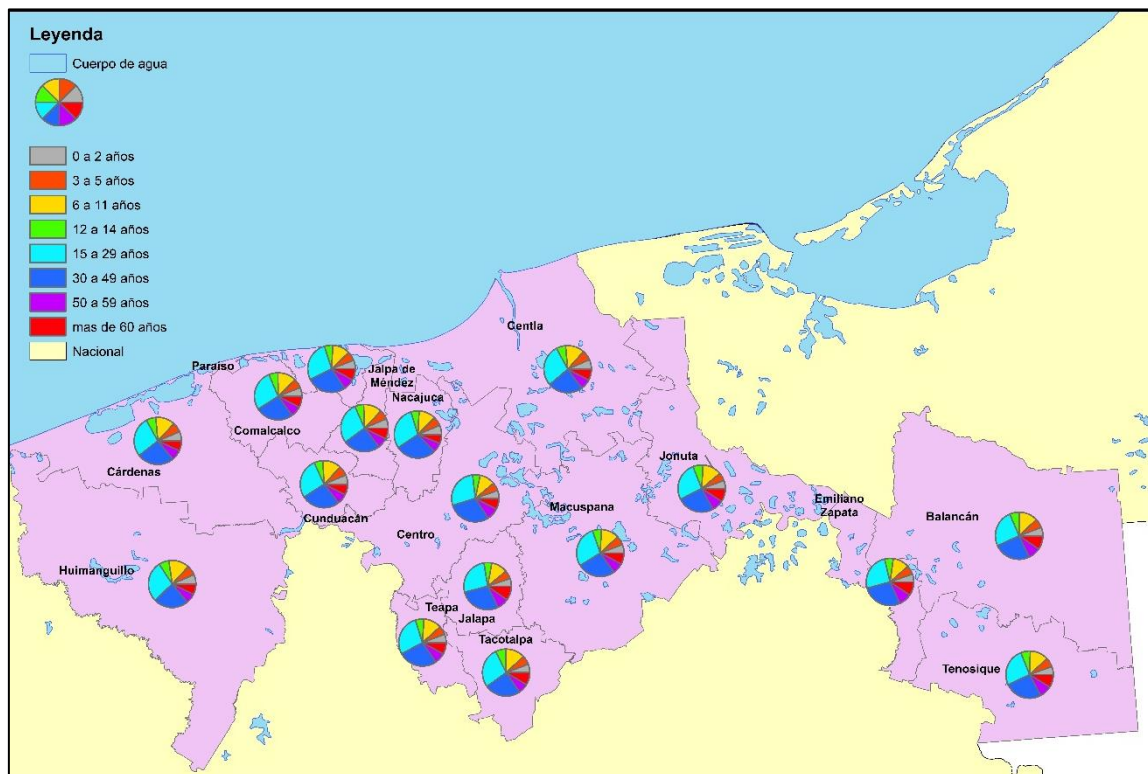 Leyenda
Cuerpo de agua
0 a 2 años
3 a 5 años
6 a 11 años
12 a 14 años
15 a 29 años
30 a 49 años
50 a 59 años
mas de 60 años
Nacional
Centla
Paraíso
Jalpa de
Méndez
Nacajuca
Comalcalco
Cárdenas
Jonuta
Emiliano
Zapata
Macuspana
Balancán
Cunduacán
Centro
Huimanguillo
Teapa
Jalapa
Tacotalpa
Tenosique